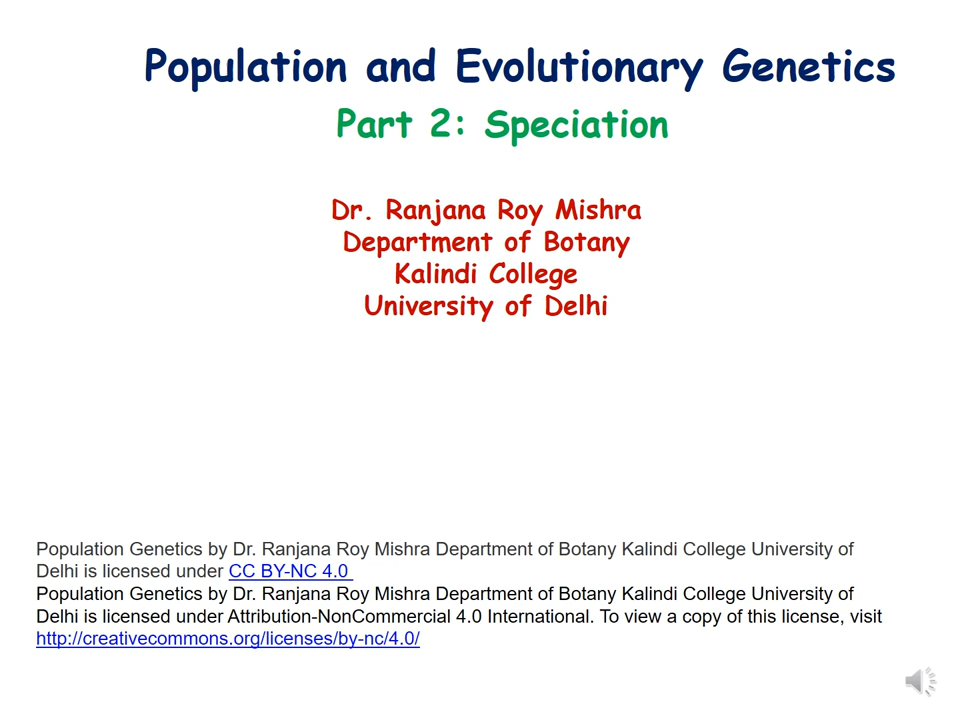 Population and Evolutionary Genetics
Part 2: Speciation
Dr. Ranjana Roy Mishra
Department of Botany
Kalindi College
University of Delhi
Population Genetics by Dr. Ranjana Roy Mishra Department of Botany Kalindi College University of
Delhi is licensed under CC BY-NC 4.0
Population Genetics by Dr. Ranjana Roy Mishra Department of Botany Kalindi College University of
Delhi is licensed under Attribution-NonCommercial 4.0 International. To view a copy of this license, visit
http://creativecommons.org/licenses/by-nc/4.0/